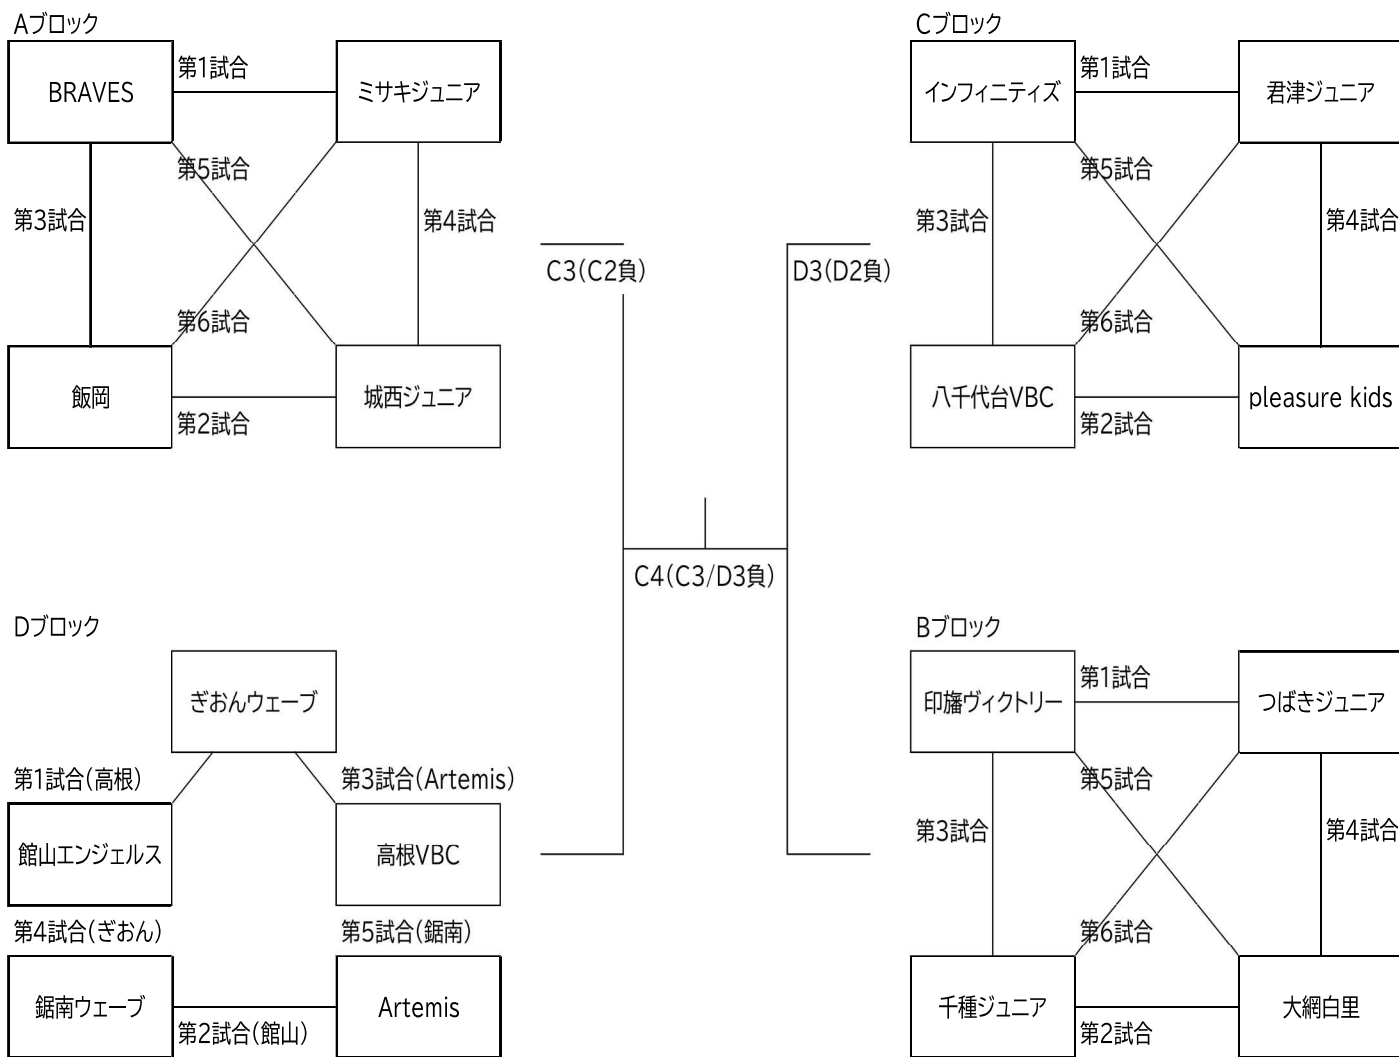 Aブロック
BRAVES
第1試合
ミサキジュニア
第5試合
第3試合
第4試合
第6試合
飯岡
第2試合
城西ジュニア
Cブロック
インフィニティズ
第1試合
君津ジュニア
第5試合
第3試合
第4試合
第6試合
八千代台VBC
第2試合
pleasure kids
C3(C2負)
D3(D2負)
C4(C3/D3負)
Dブロック
ぎおんウェーブ
第1試合(高根)
第3試合(Artemis)
館山エンジェルス
高根VBC
第4試合(ぎおん)
第5試合(鋸南)
鋸南ウェーブ
第2試合(館山)
Artemis
Bブロック
印旛ヴィクトリー
第1試合
つばきジュニア
第5試合
第3試合
第4試合
第6試合
千種ジュニア
第2試合
大網白里